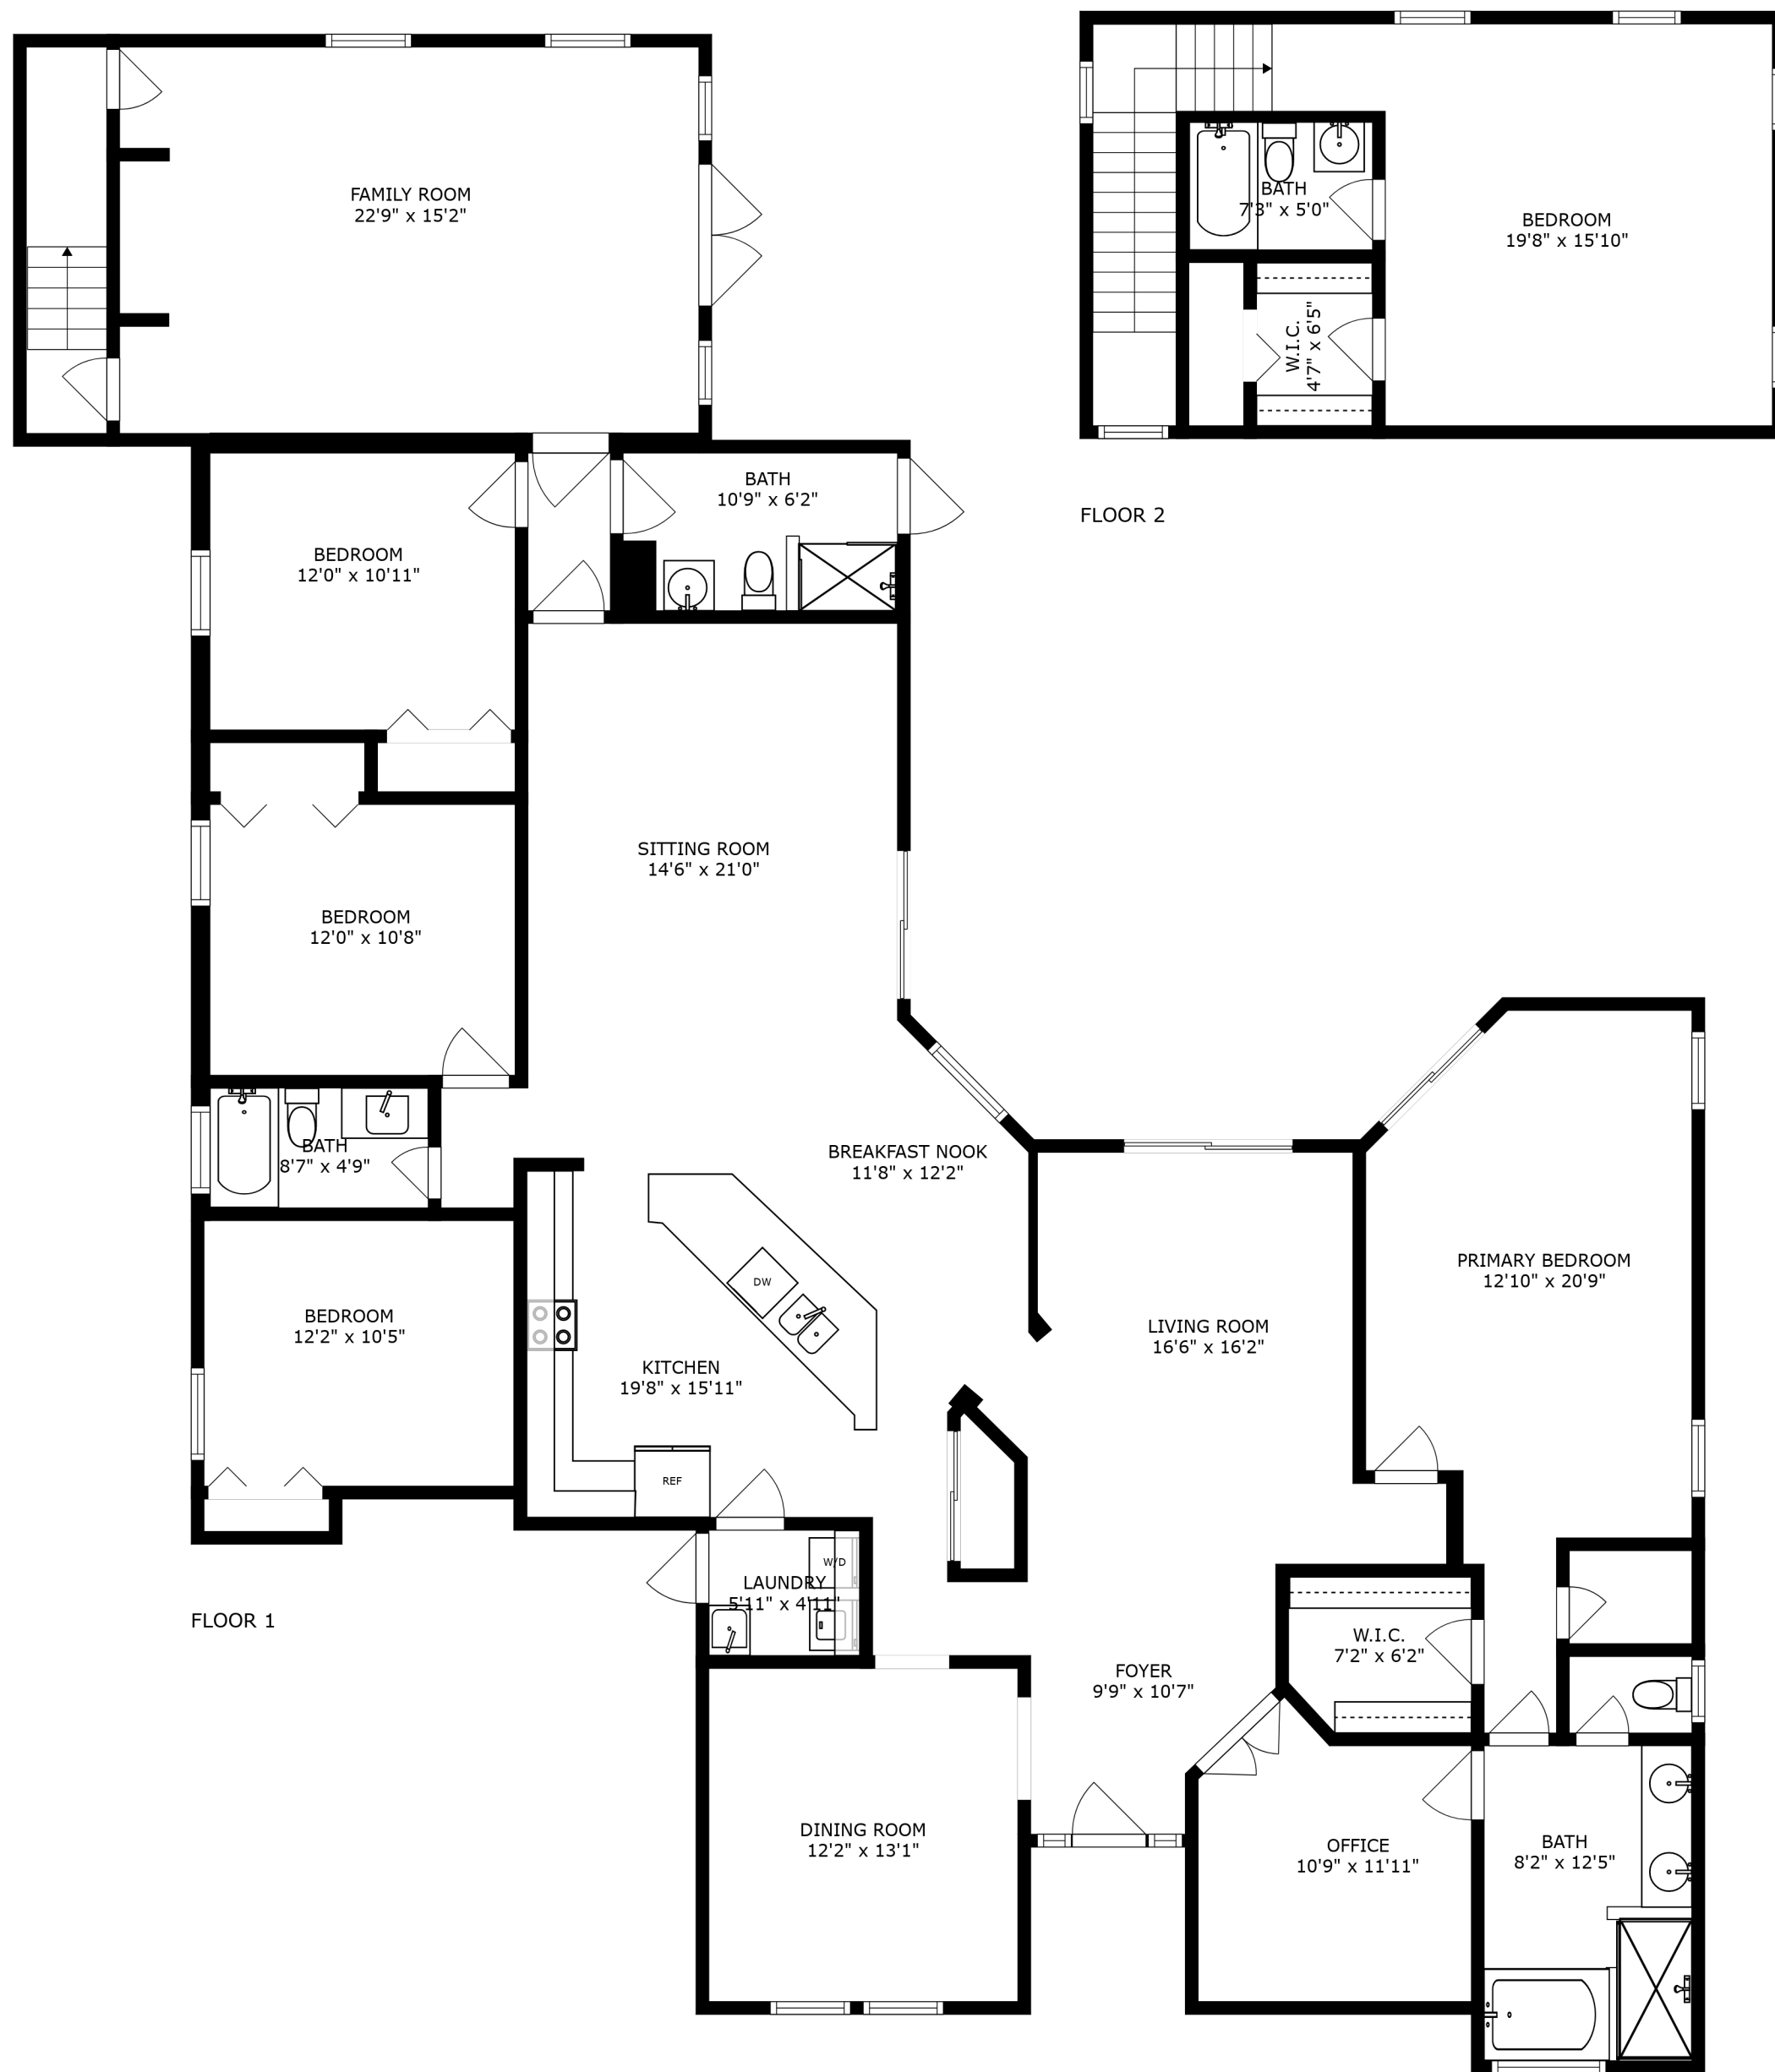 FAMILY ROOM
22'9" x 15'2"
BATH
7'3" x 5'0"
BEDROOM
19'8" x 15'10"
W.I.C.
4'7" x 6'5"
FLOOR 2
BATH
10'9" x 6'2"
BEDROOM
12'0" x 10'11"
SITTING ROOM
14'6" x 21'0"
BEDROOM
12'0" x 10'8"
BATH
8'7" x 4'9"
BREAKFAST NOOK
11'8" x 12'2"
PRIMARY BEDROOM
12'10" x 20'9"
DW
BEDROOM
12'2" x 10'5"
LIVING ROOM
16'6" x 16'2"
KITCHEN
19'8" x 15'11"
REF
W/D
LAUNDRY
5'11" x 4'11"
FLOOR 1
W.I.C.
7'2" x 6'2"
FOYER
9'9" x 10'7"
DINING ROOM
12'2" x 13'1"
OFFICE
10'9" x 11'11"
BATH
8'2" x 12'5"